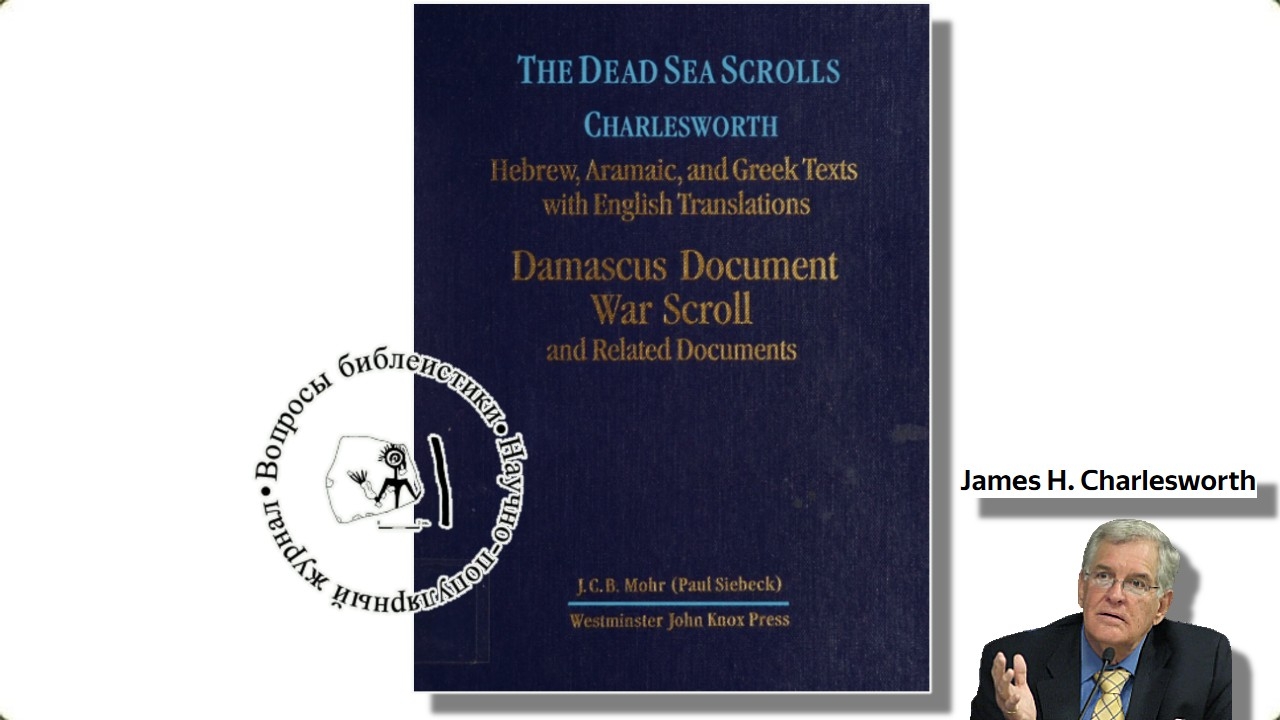 THE DEAD SEA SCROLLS
CHARLESWORTH
Hebrew, Aramaic, and Greek Texts
with English Translations
Damascus Document
War Scroll
and Related Documents
J.C.B. Mohr (Paul Siebeck)
Westminster John Knox Press
• Вопросы библеистики • Научно-популярный журнал
James H. Charlesworth